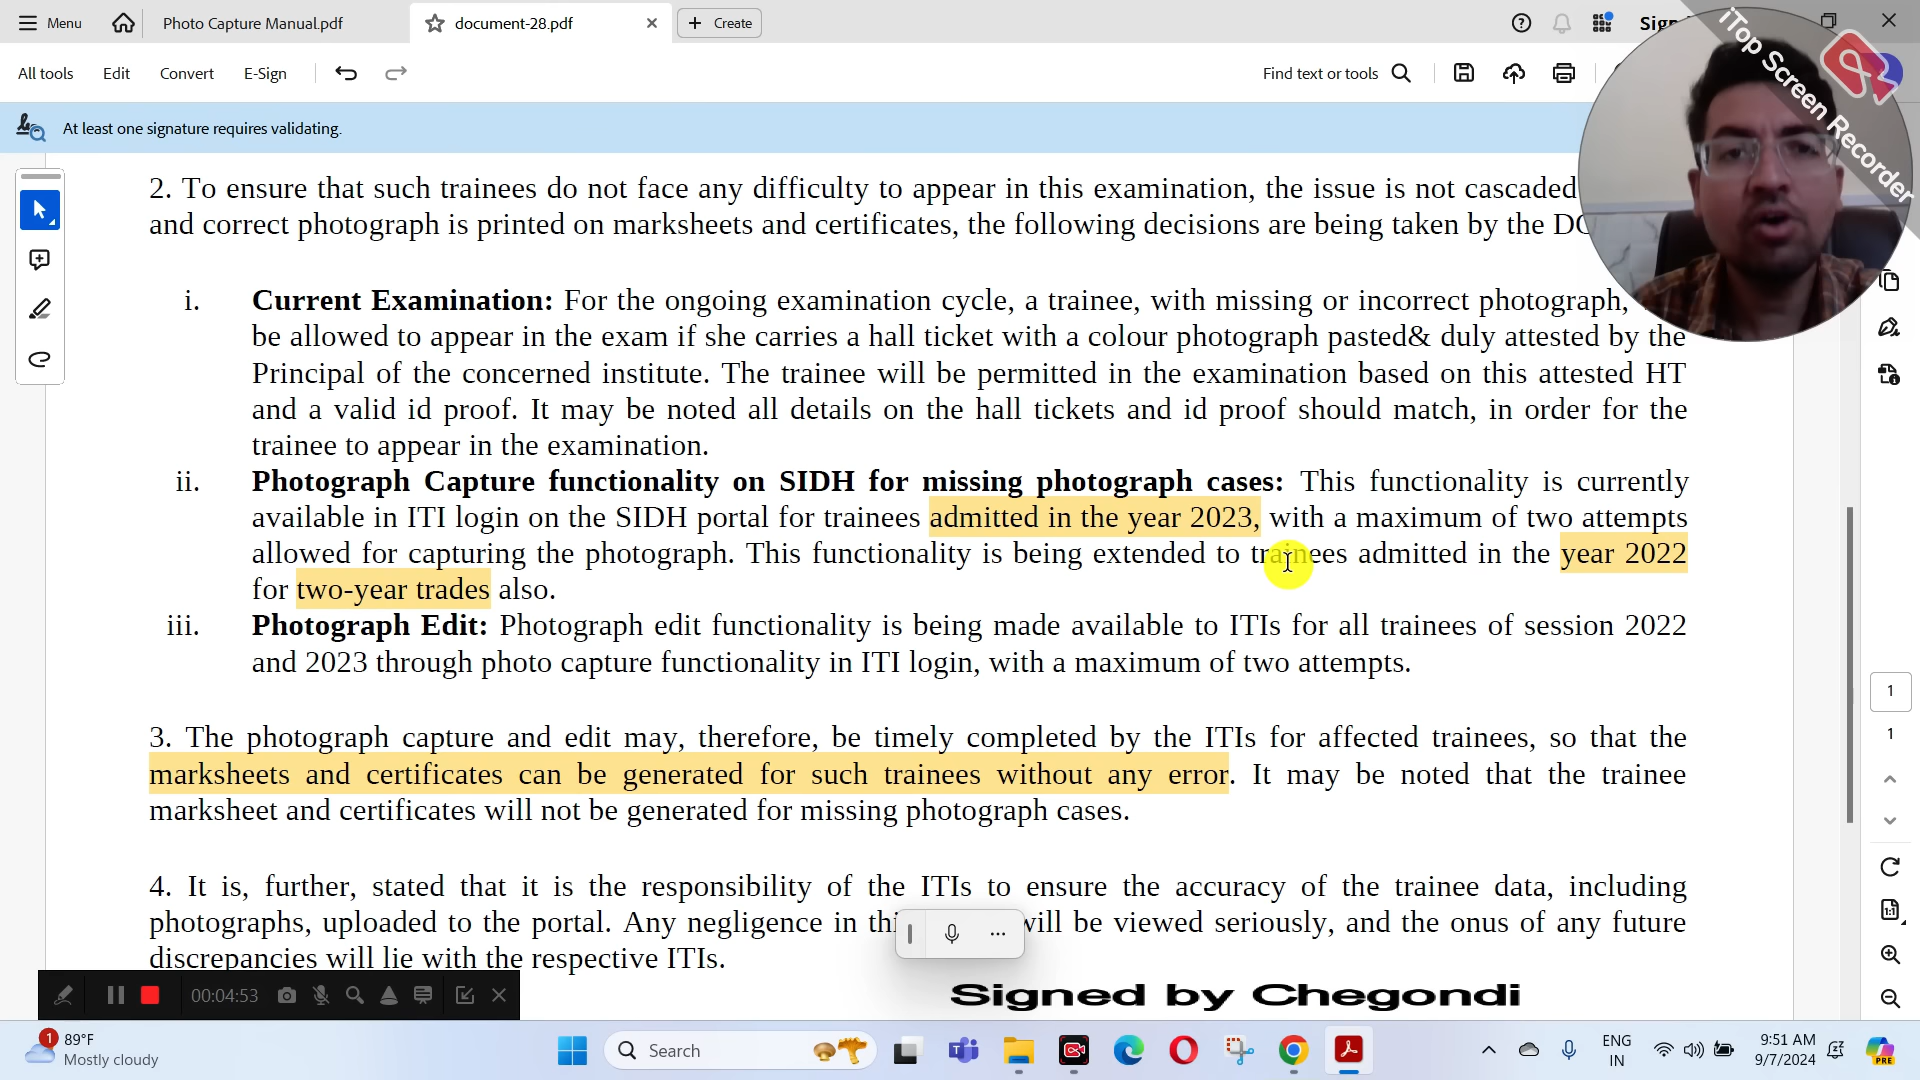 Menu
Photo Capture Manual.pdf
document-28.pdf
Create
Sign
All tools
Edit
Convert
E-Sign
Find text or tools
iTop Screen Recorder
At least one signature requires validating.
2. To ensure that such trainees do not face any difficulty to appear in this examination, the issue is not cascaded
and correct photograph is printed on marksheets and certificates, the following decisions are being taken by the
i. Current Examination: For the ongoing examination cycle, a trainee, with missing or incorrect photograph,
be allowed to appear in the exam if she carries a hall ticket with a colour photograph pasted& duly attested by the
Principal of the concerned institute. The trainee will be permitted in the examination based on this attested HT
and a valid id proof. It may be noted all details on the hall tickets and id proof should match, in order for the
trainee to appear in the examination.
ii. Photograph Capture functionality on SIDH for missing photograph cases: This functionality is currently
available in ITI login on the SIDH portal for trainees admitted in the year 2023, with a maximum of two attempts
allowed for capturing the photograph. This functionality is being extended to trainees admitted in the year 2022
for two-year trades also.
iii. Photograph Edit: Photograph edit functionality is being made available to ITIs for all trainees of session 2022
and 2023 through photo capture functionality in ITI login, with a maximum of two attempts.
3. The photograph capture and edit may, therefore, be timely completed by the ITIs for affected trainees, so that the
marksheets and certificates can be generated for such trainees without any error. It may be noted that the trainee
marksheet and certificates will not be generated for missing photograph cases.
4. It is, further, stated that it is the responsibility of the ITIs to ensure the accuracy of the trainee data, including
photographs, uploaded to the portal. Any negligence in will be viewed seriously, and the onus of any future
discrepancies will lie with the respective ITIs.
Signed by Chegondi
1
1
1:1
00:04:53
1
89°F
Mostly cloudy
Search
ENG
IN
9:51 AM
9/7/2024
PRE